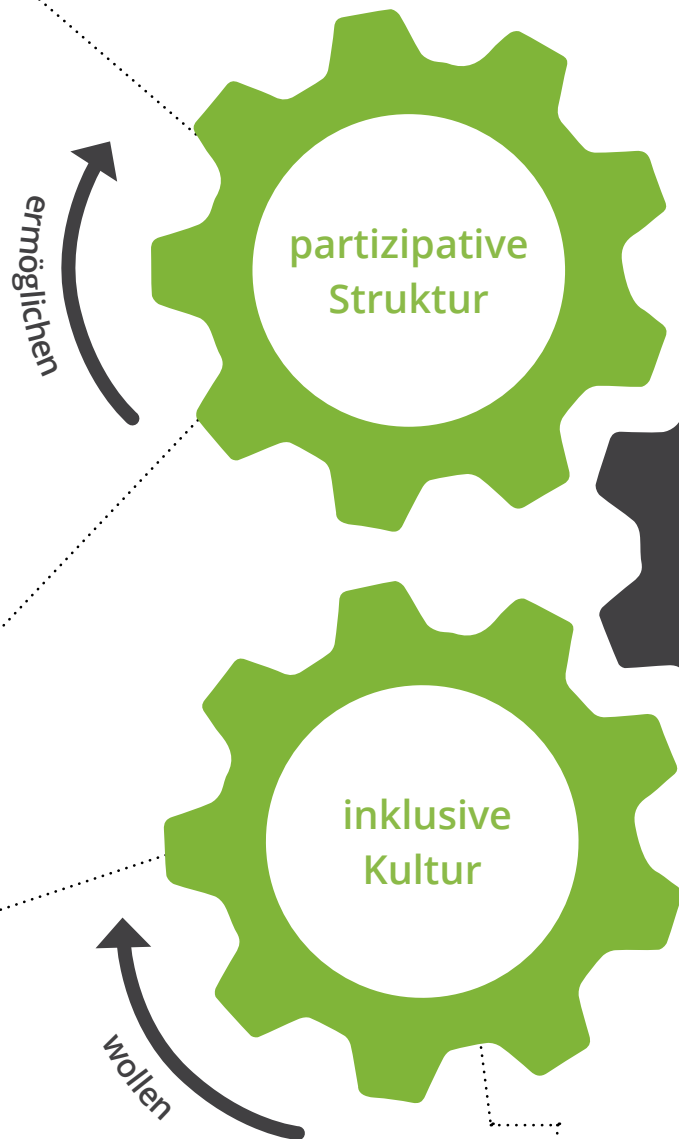 ermöglichen
partizipative
Struktur
inklusive
Kultur
wollen